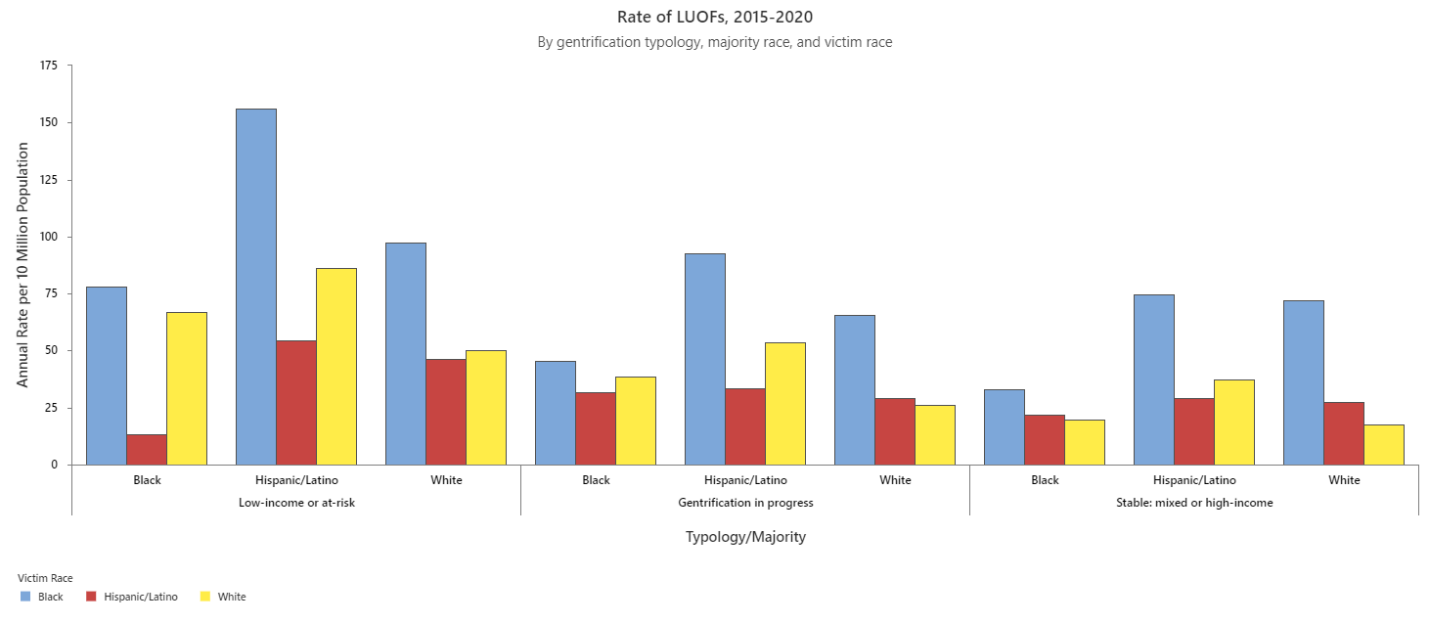 Rate of LUOFs, 2015-2020
By gentrification typology, majority race, and victim race
Annual Rate per 10 Million Population
175
150
125
100
75
50
25
0
Black Hispanic/Latino White Black Hispanic/Latino White Black Hispanic/Latino White
Low-income or at-risk Gentrification in progress Stable: mixed or high-income
Typology/Majority
Victim Race
Black Hispanic/Latino White